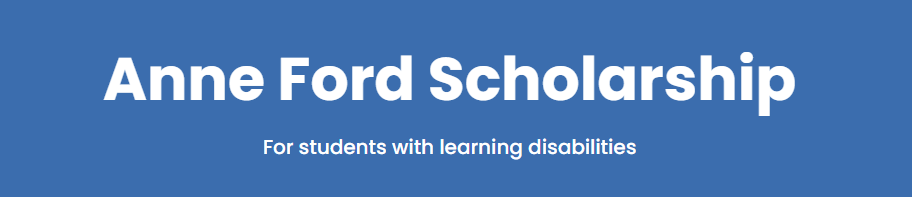 Anne Ford Scholarship
For students with learning disabilities